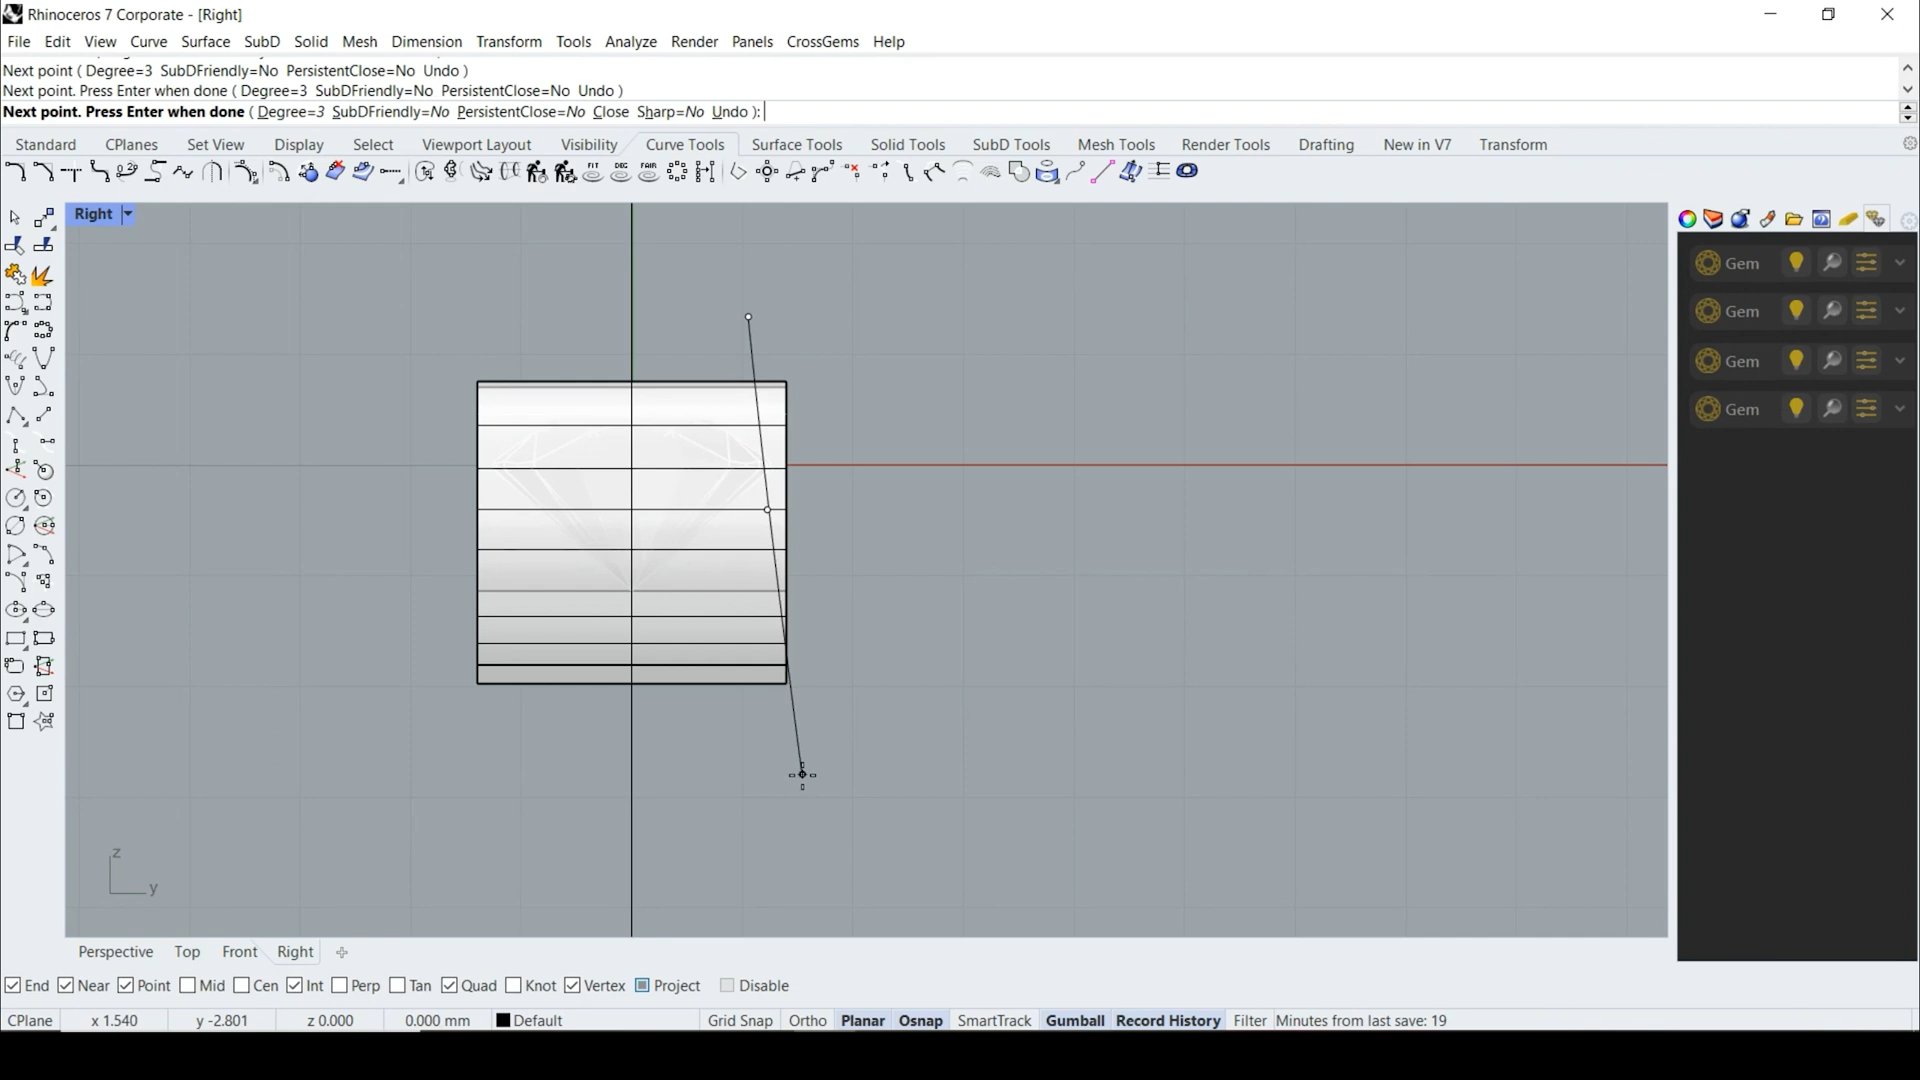 Rhinoceros 7 Corporate - [Right]
File Edit View Curve Surface SubD Solid Mesh Dimension Transform Tools Analyze Render Panels CrossGems Help
Next point ( Degree=3 SubDFriendly=No PersistentClose=No Undo )
Next point. Press Enter when done ( Degree=3 SubDFriendly=No PersistentClose=No Undo )
Next point. Press Enter when done ( Degree=3 SubDFriendly=No PersistentClose=No Close Sharp=No Undo ):
Standard CPlanes Set View Display Select Viewport Layout Visibility Curve Tools Surface Tools Solid Tools SubD Tools Mesh Tools Render Tools Drafting New in V7 Transform
FIT DEG FAIR
Right
Gem
Gem
Gem
Gem
z
y
Perspective Top Front Right
End Near Point Mid Cen Int Perp Tan Quad Knot Vertex Project Disable
CPlane x 1.540 y -2.801 z 0.000 0.000 mm Default Grid Snap Ortho Planar Osnap SmartTrack Gumball Record History Filter Minutes from last save: 19